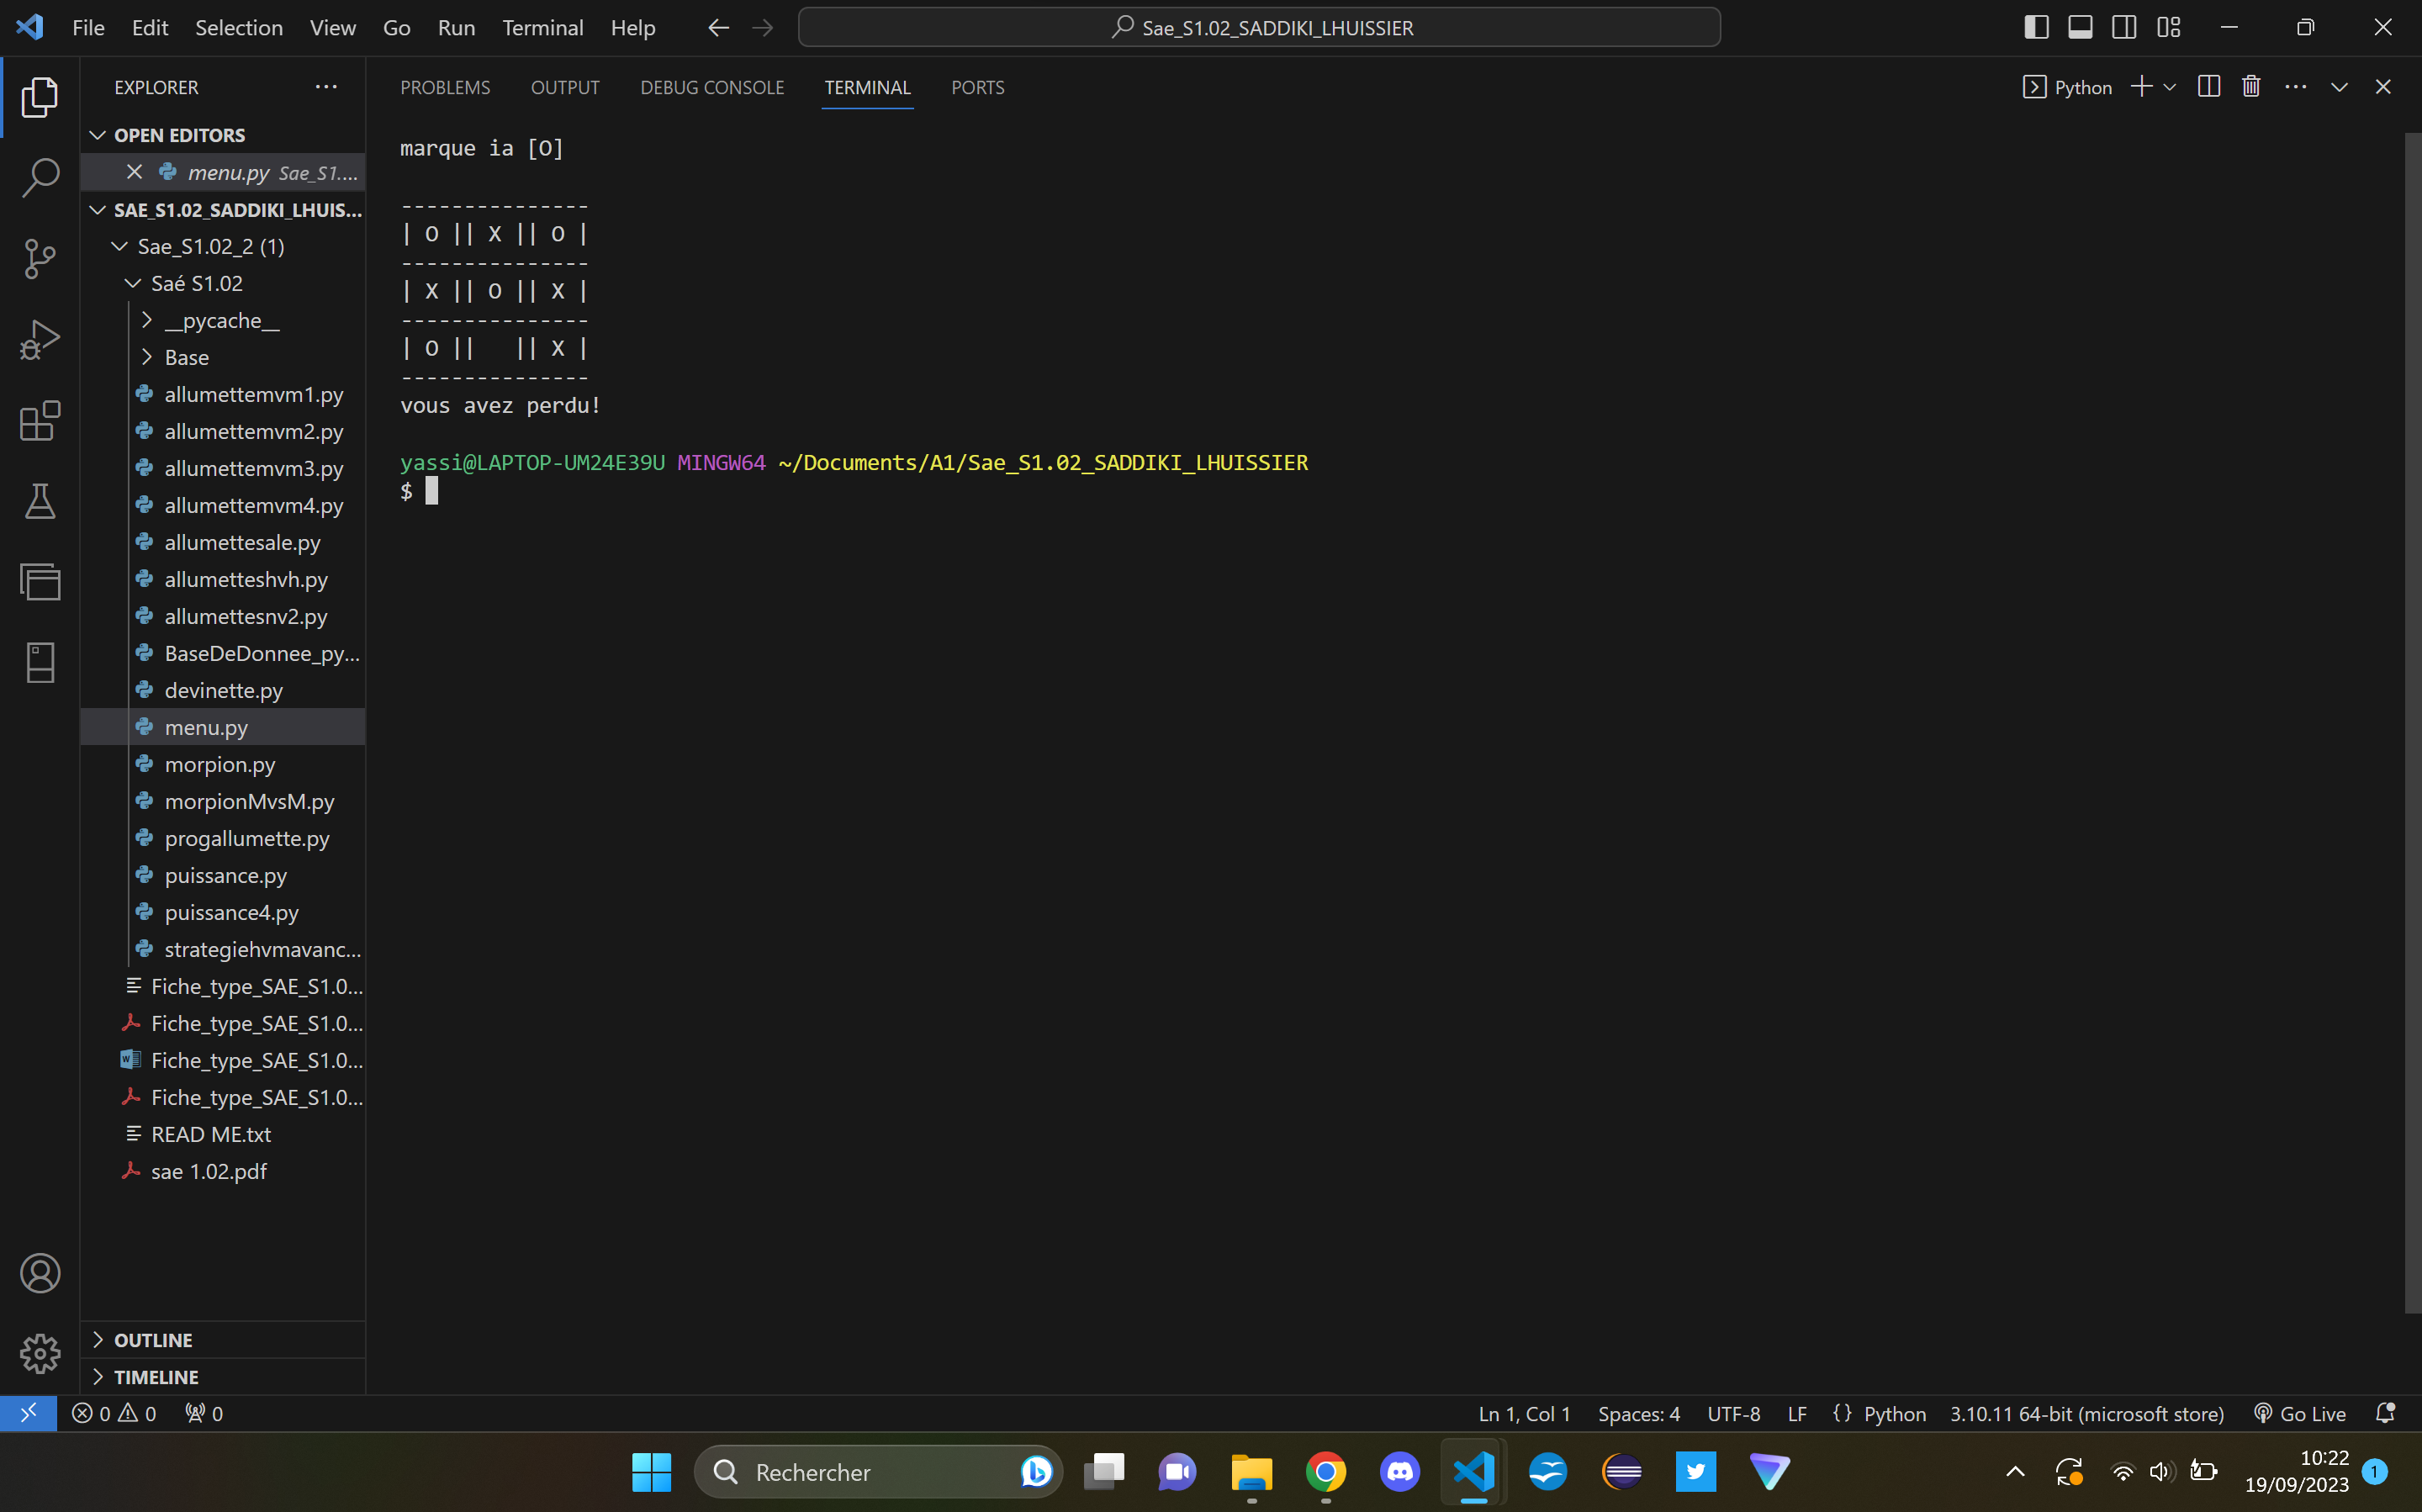 File Edit Selection View Go Run Terminal Help
Sae_S1.02_SADDIKI_LHUISSIER
EXPLORER
OPEN EDITORS
menu.py Sae_S1....
SAE_S1.02_SADDIKI_LHUIS...
Sae_S1.02_2 (1)
Saé S1.02
__pycache__
Base
allumettemvm1.py
allumettemvm2.py
allumettemvm3.py
allumettemvm4.py
allumettesale.py
allumetteshvh.py
allumettesnv2.py
BaseDeDonnee_py...
devinette.py
menu.py
morpion.py
morpionMvsM.py
progallumette.py
puissance.py
puissance4.py
strategiehvmavanc...
Fiche_type_SAE_S1.0...
Fiche_type_SAE_S1.0...
Fiche_type_SAE_S1.0...
Fiche_type_SAE_S1.0...
READ ME.txt
sae 1.02.pdf
OUTLINE
TIMELINE
PROBLEMS OUTPUT DEBUG CONSOLE TERMINAL PORTS
Python
marque ia [O]
---------------
| O || X || O |
---------------
| X || O || X |
---------------
| O ||   || X |
---------------
vous avez perdu!
yassi@LAPTOP-UM24E39U MINGW64 ~/Documents/A1/Sae_S1.02_SADDIKI_LHUISSIER
$
0 0 0
Ln 1, Col 1 Spaces: 4 UTF-8 LF {} Python 3.10.11 64-bit (microsoft store) Go Live
Rechercher
10:22
19/09/2023
1